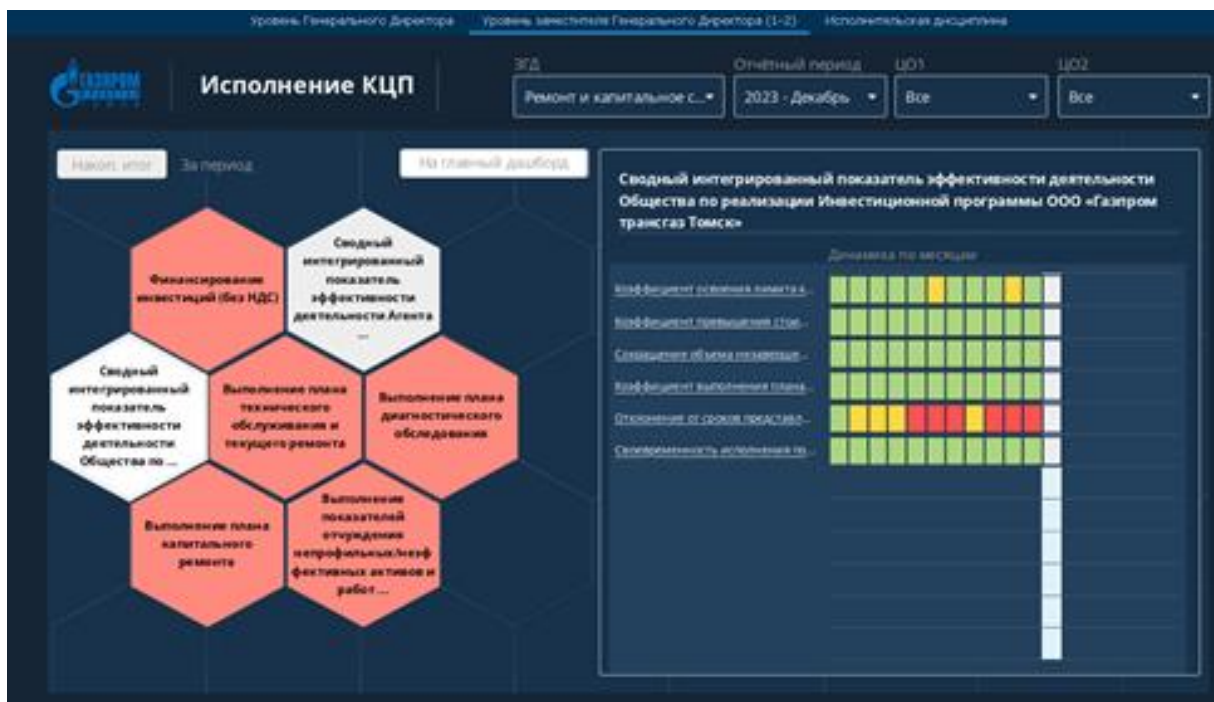 Уровень Генерального Директора
Уровень заместителя Генерального Директора (1-2)
Исполнительская дисциплина
ГАЗПРОМ
Исполнение КЦП
ЗГД
Отчётный период
ЦО1
ЦО2
Ремонт и капитальное с...
2023 - Декабрь
Все
Все
Накоп. итог
За период
На главный дашборд
Финансирование
инвестиций (без НДС)
Сводный
интегрированный
показатель
эффективности
деятельности Агента
...
Сводный
интегрированный
показатель
эффективности
деятельности
Общества по ...
Выполнение плана
технического
обслуживания и
текущего ремонта
Выполнение плана
диагностического
обследования
Выполнение плана
капитального
ремонта
Выполнение
показателей
отчуждения
непрофильных/неэф
фективных активов и
работ ...
Сводный интегрированный показатель эффективности деятельности
Общества по реализации Инвестиционной программы ООО «Газпром
трансгаз Томск»
Динамика по месяцам
Коэффициент освоения лимита к...
Коэффициент превышения стои...
Сокращение объема незаверше...
Коэффициент выполнения плана...
Отклонение от сроков представл...
Своевременность исполнения по...